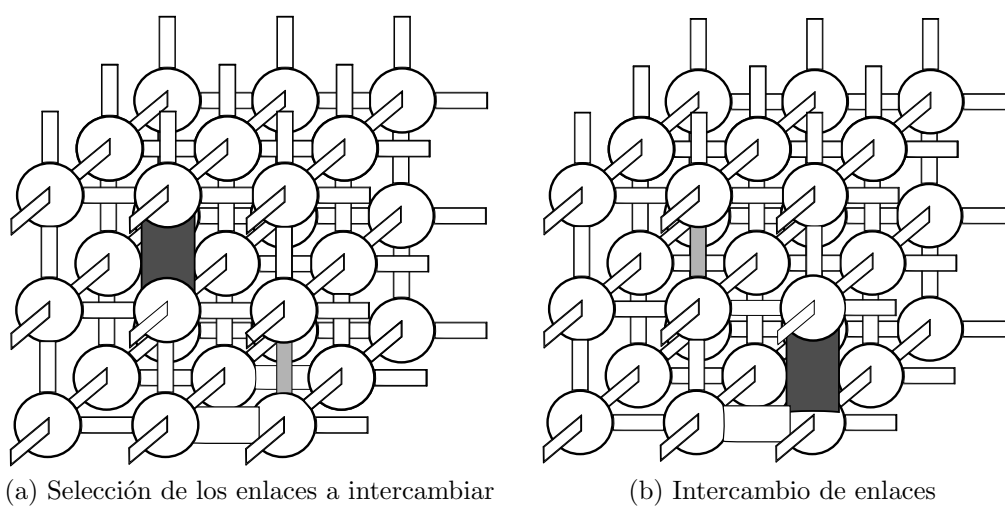 (a) Selección de los enlaces a intercambiar
(b) Intercambio de enlaces